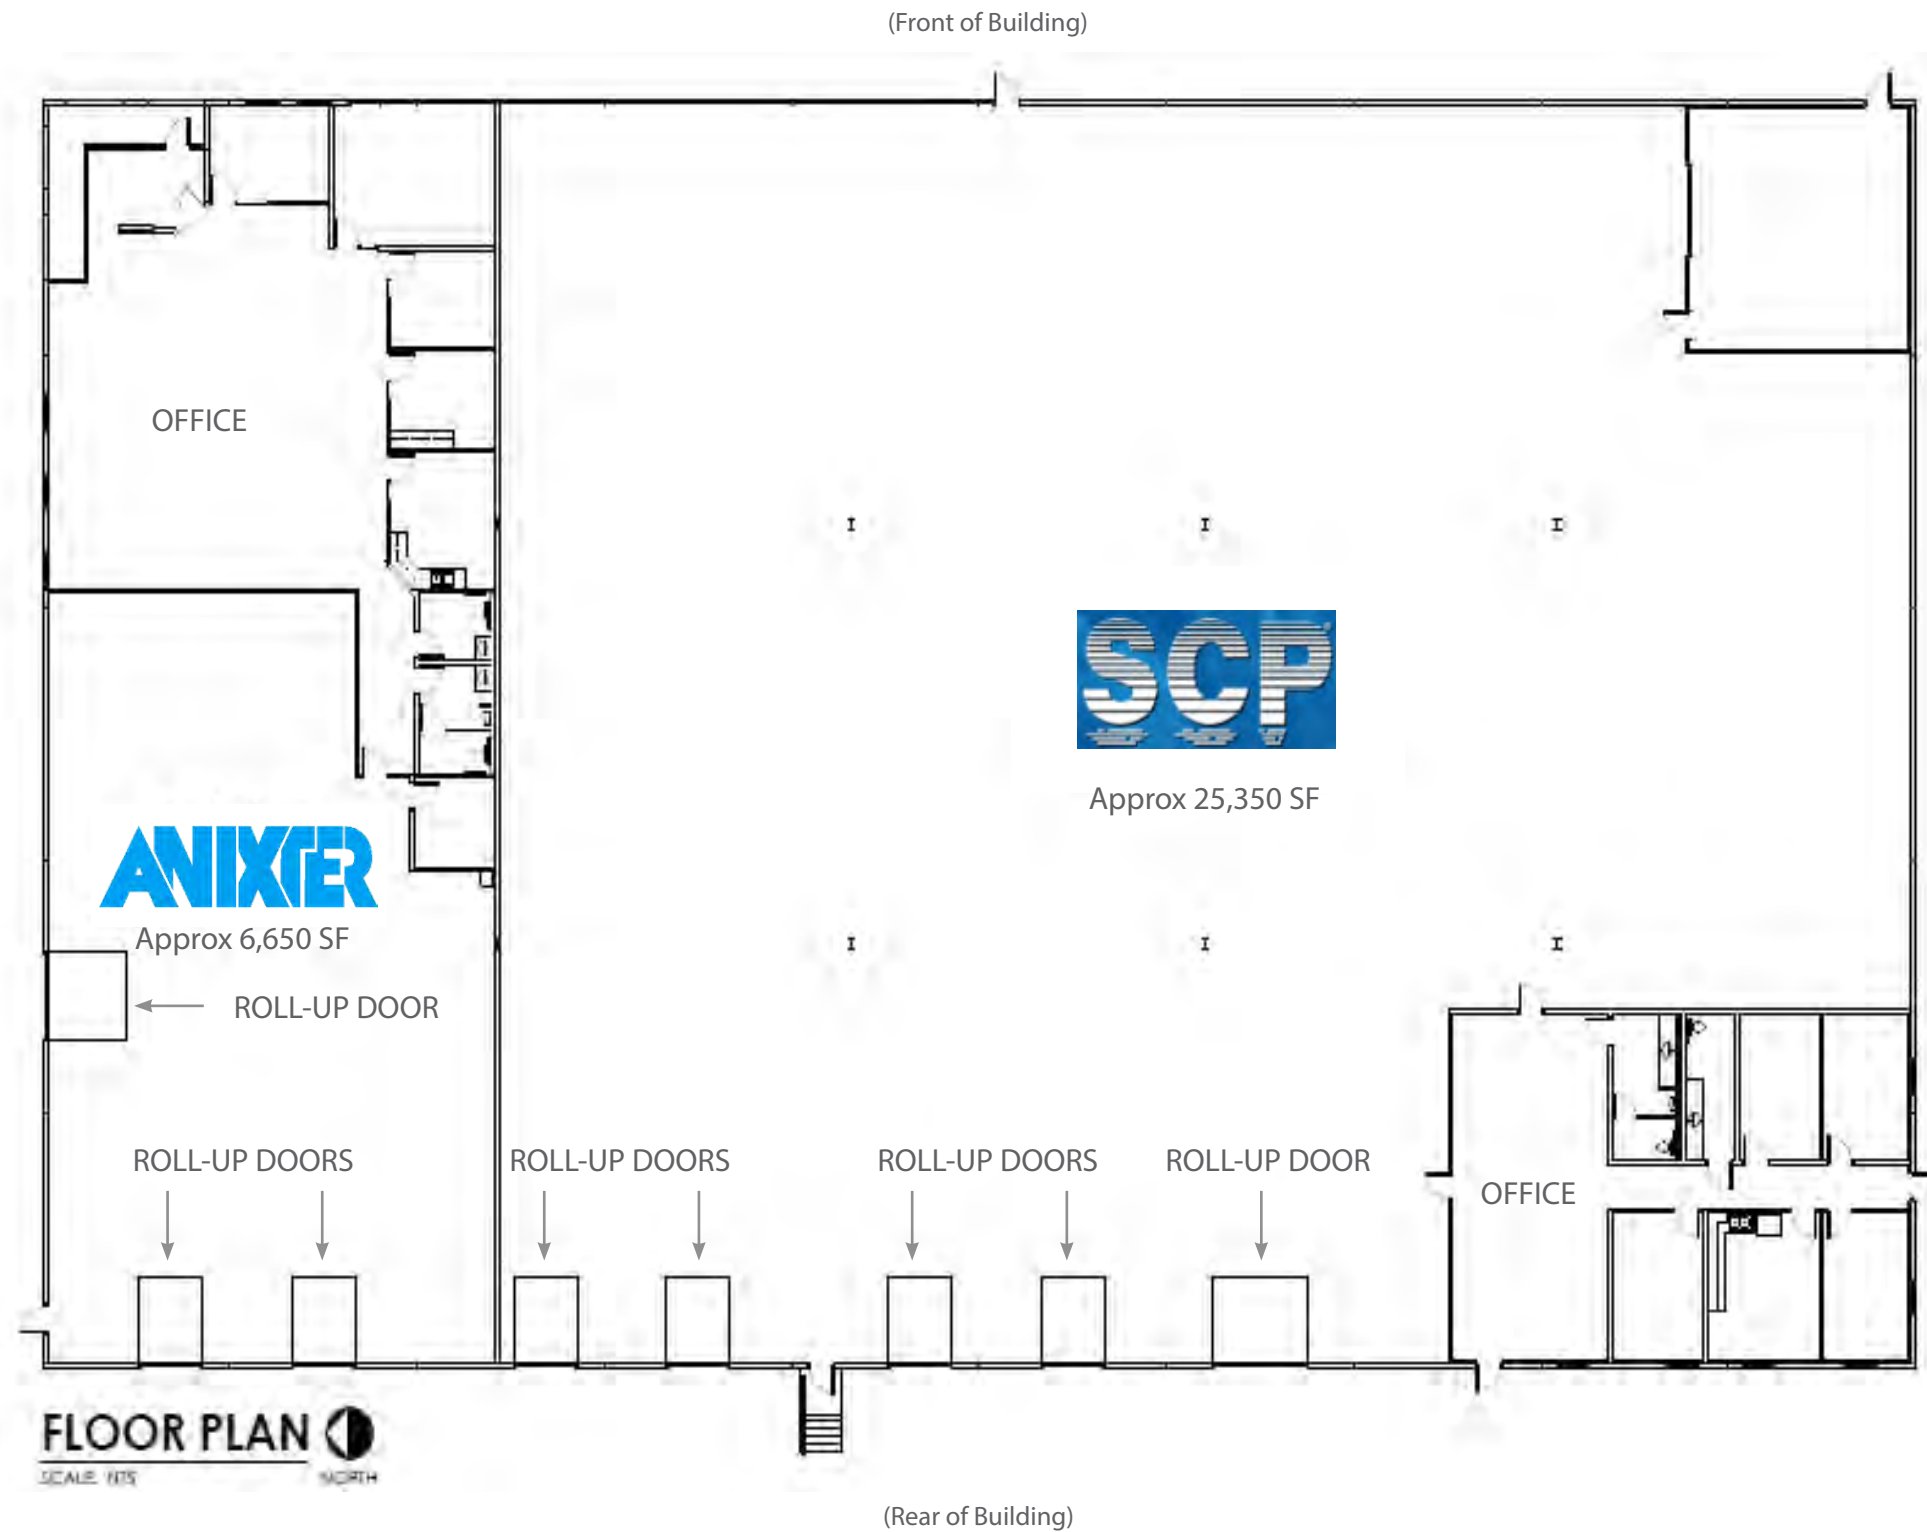 (Front of Building)
OFFICE
SCP
Approx 25,350 SF
ANIXTER
Approx 6,650 SF
ROLL-UP DOOR
ROLL-UP DOORS
ROLL-UP DOORS
ROLL-UP DOORS
ROLL-UP DOOR
OFFICE
FLOOR PLAN
SCALE NTS
NORTH
(Rear of Building)